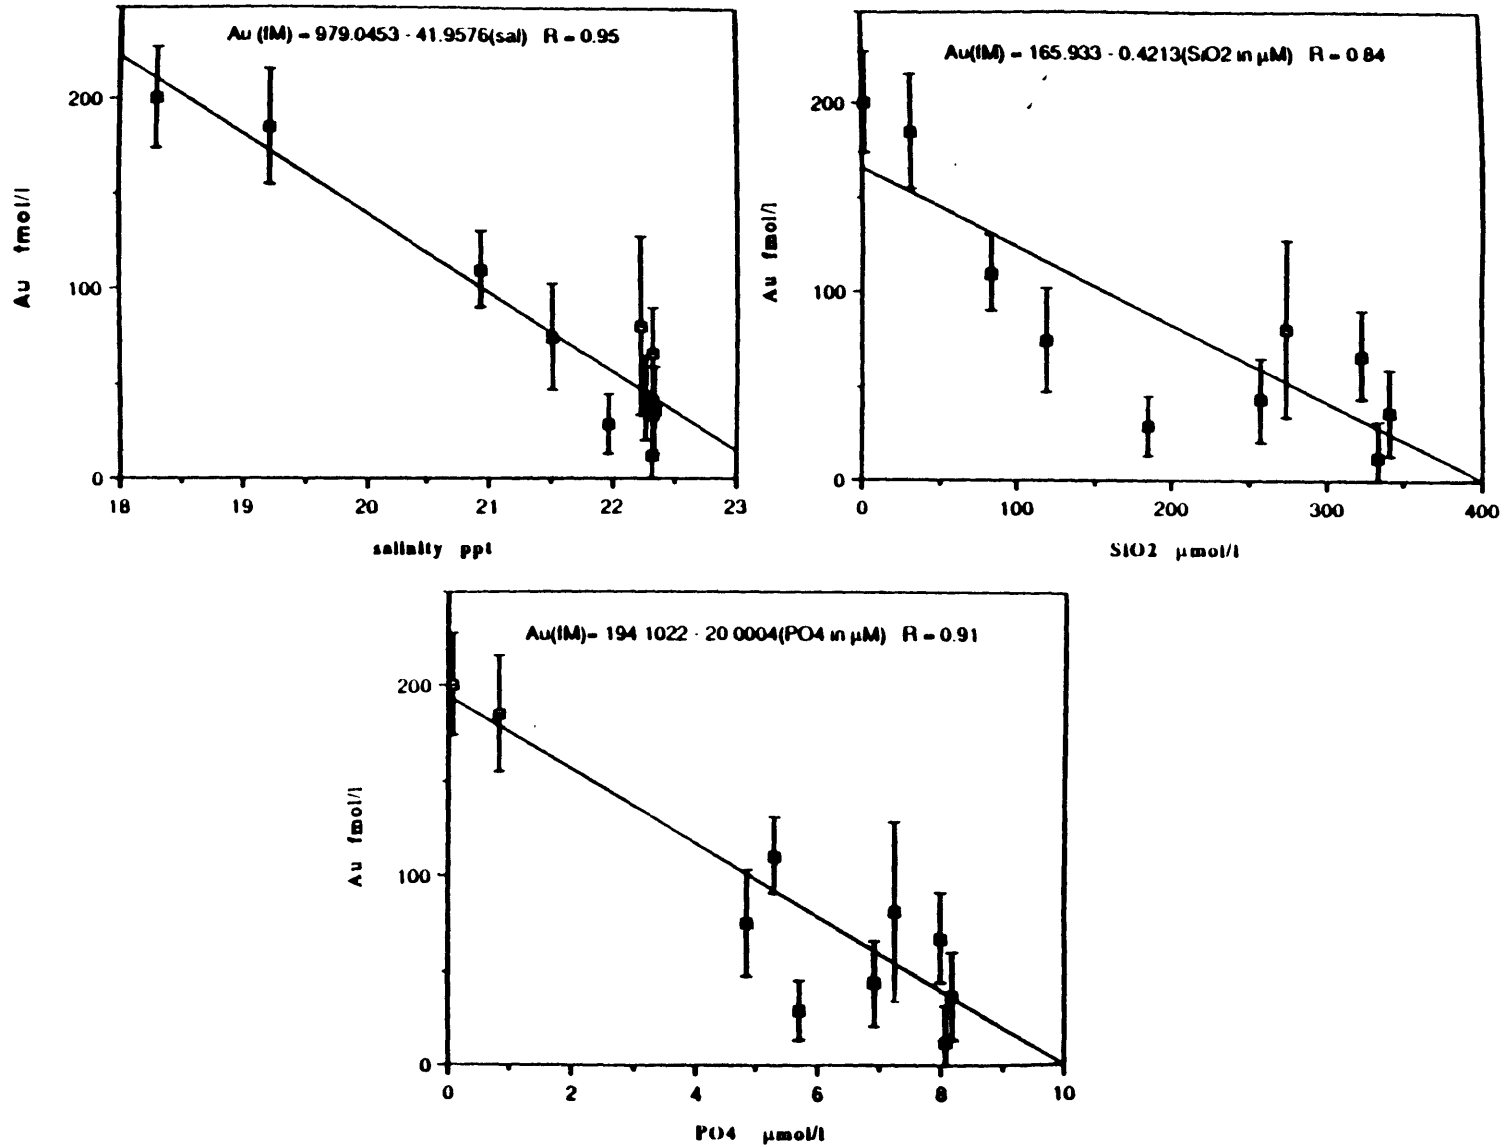 Au (fM) = 979.0453 - 41.9576(sal) R = 0.95
200
100
0
Au fmol/l
18 19 20 21 22 23
salinity ppt
Au(fM) = 165.933 - 0.4213(SiO2 in µM) R = 0 84
200
100
0
Au fmol/l
0 100 200 300 400
SiO2 µmol/l
Au(fM)= 194 1022 - 20 0004(PO4 in µM) R = 0.91
200
100
0
Au fmol/l
0 2 4 6 8 10
PO4 µmol/l